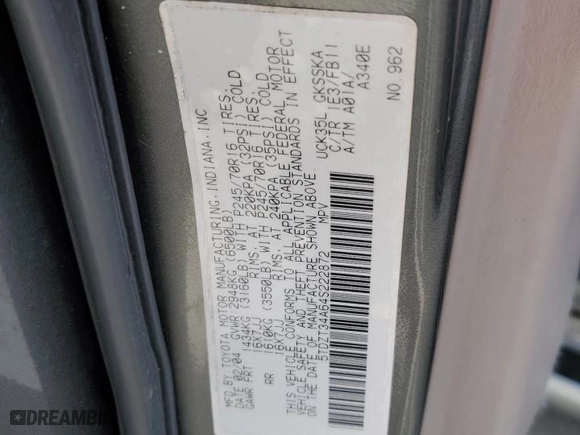 MFD.BY:TOYOTA MOTOR MANUFACTURING,INDIANA,INC
DATE 02/04 GVWR 2948KG (6500LB)
GAWR FRT 1434KG (3160LB) WITH P245/70R16 TIRES,
16X7JJ RIMS, AT 220KPA (32PSI) COLD
RR 1610KG (3550LB) WITH P245/70R16 TIRES,
16X7JJ RIMS, AT 240KPA (35PSI) COLD
THIS VEHICLE CONFORMS TO ALL APPLICABLE FEDERAL MOTOR
VEHICLE SAFETY AND THEFT PREVENTION STANDARDS IN EFFECT
ON THE DATE OF MANUFACTURE SHOWN ABOVE.
5TDZT34A64S222872 MPV
UCK35L GKSSKA
C/TR 1E3/FB11
A/TM A01A/
A340E
NO.962
DREAMBID